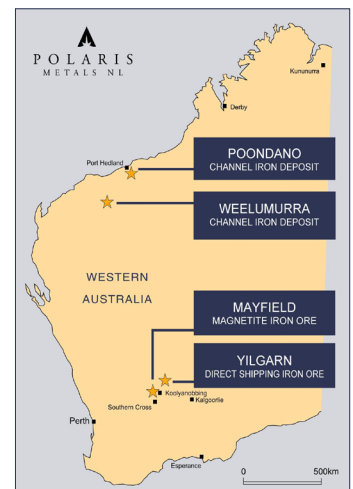 POLARIS
METALS NL
Kununurra
Derby
Port Hedland
POONDANO
CHANNEL IRON DEPOSIT
WEELUMURRA
CHANNEL IRON DEPOSIT
WESTERN
AUSTRALIA
MAYFIELD
MAGNETITE IRON ORE
YILGARN
DIRECT SHIPPING IRON ORE
Koolyanobbing
Kalgoorlie
Southern Cross
Perth
Esperance
0 500km